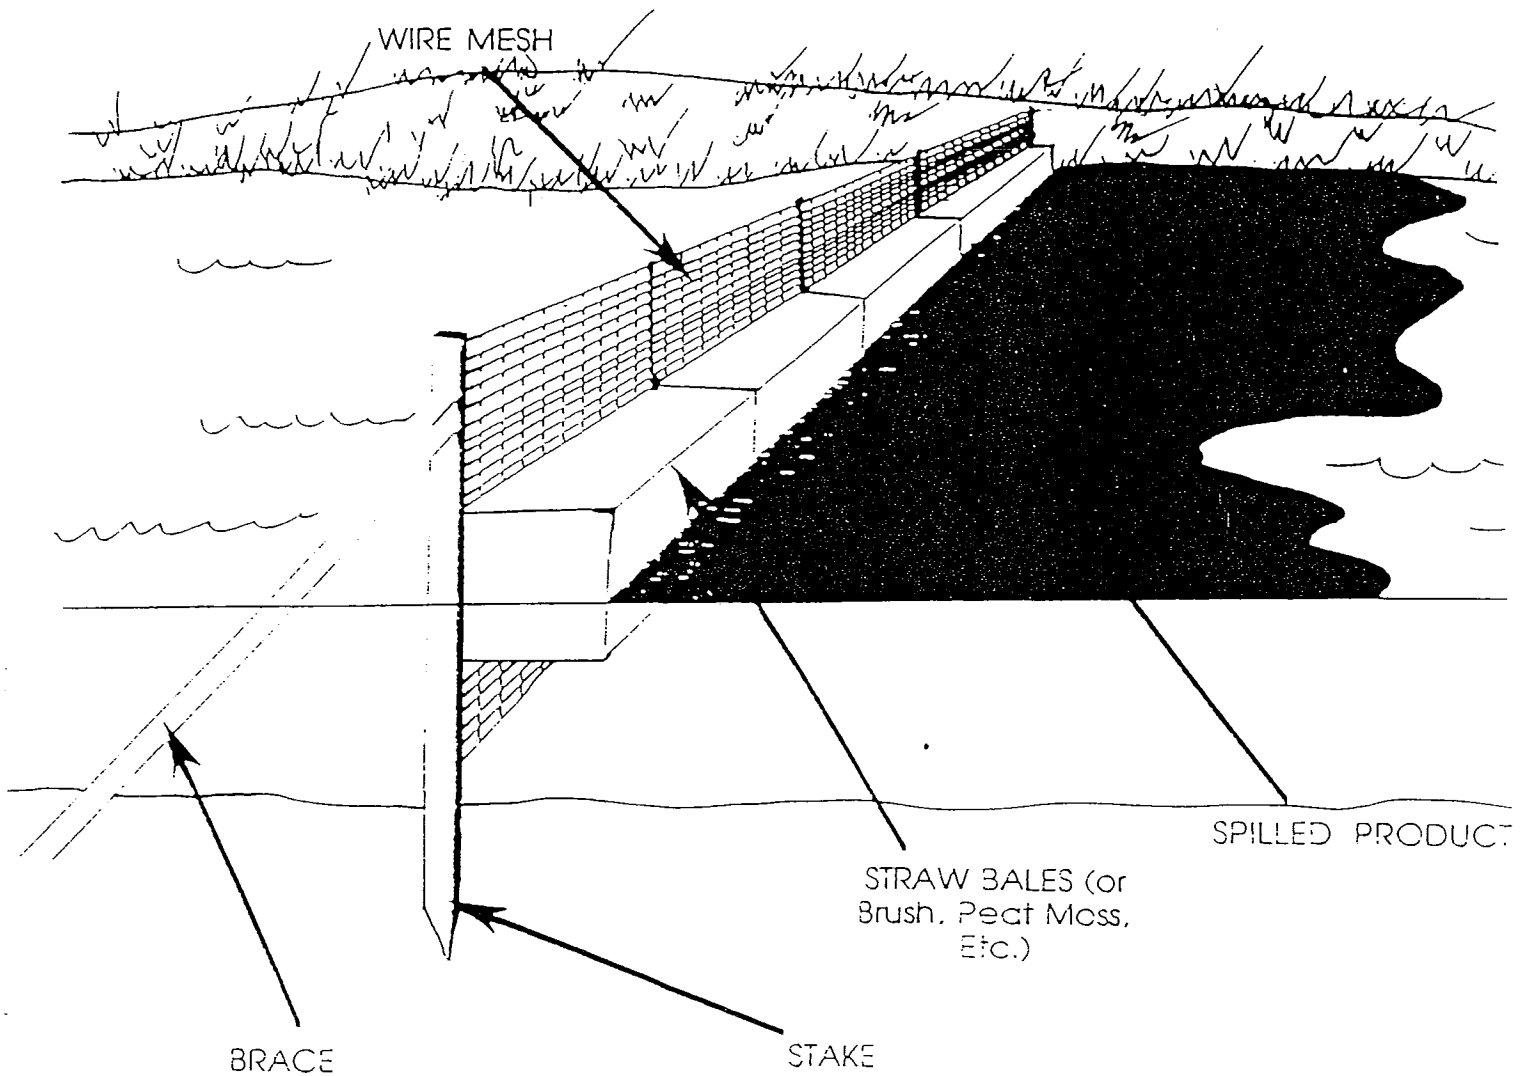 WIRE MESH
SPILLED PRODUCT
STRAW BALES (or
Brush, Peat Moss,
Etc.)
BRACE
STAKE